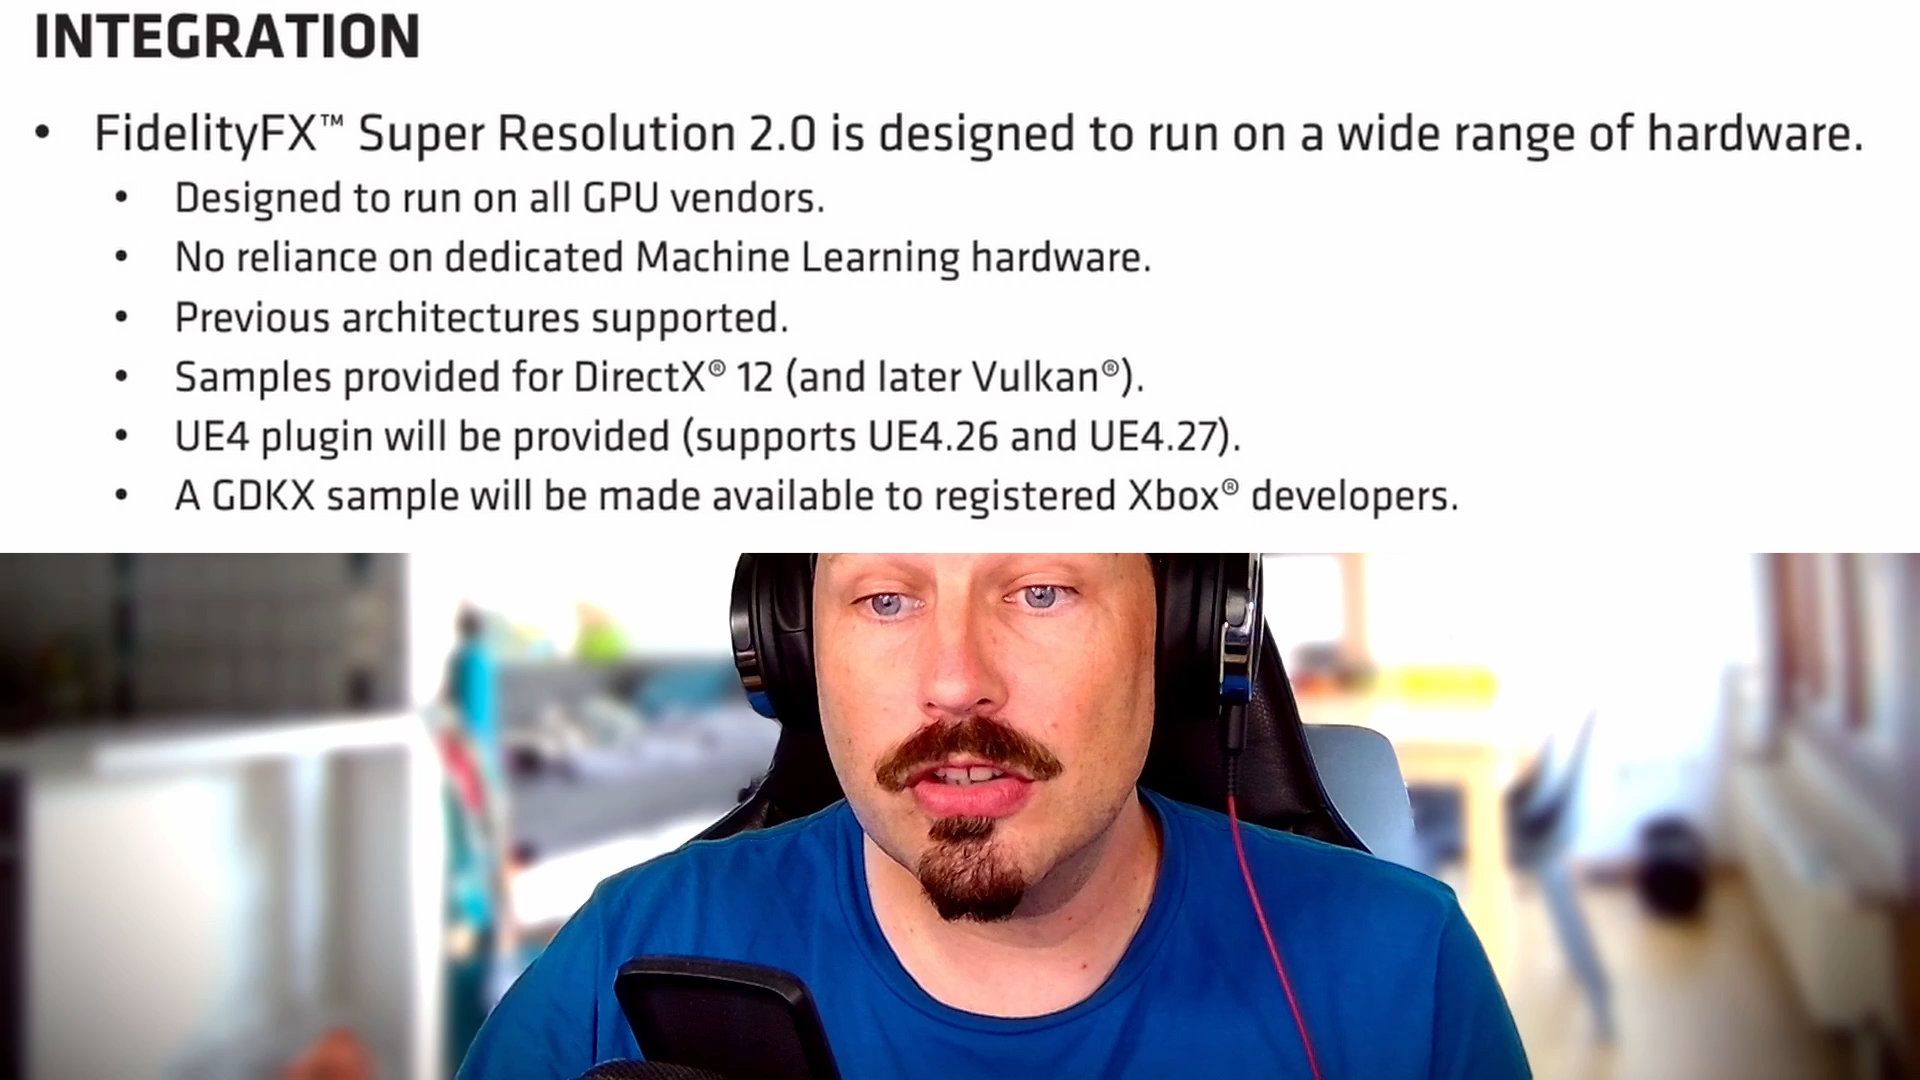 INTEGRATION
• FidelityFX™ Super Resolution 2.0 is designed to run on a wide range of hardware.
• Designed to run on all GPU vendors.
• No reliance on dedicated Machine Learning hardware.
• Previous architectures supported.
• Samples provided for DirectX® 12 (and later Vulkan®).
• UE4 plugin will be provided (supports UE4.26 and UE4.27).
• A GDKX sample will be made available to registered Xbox® developers.